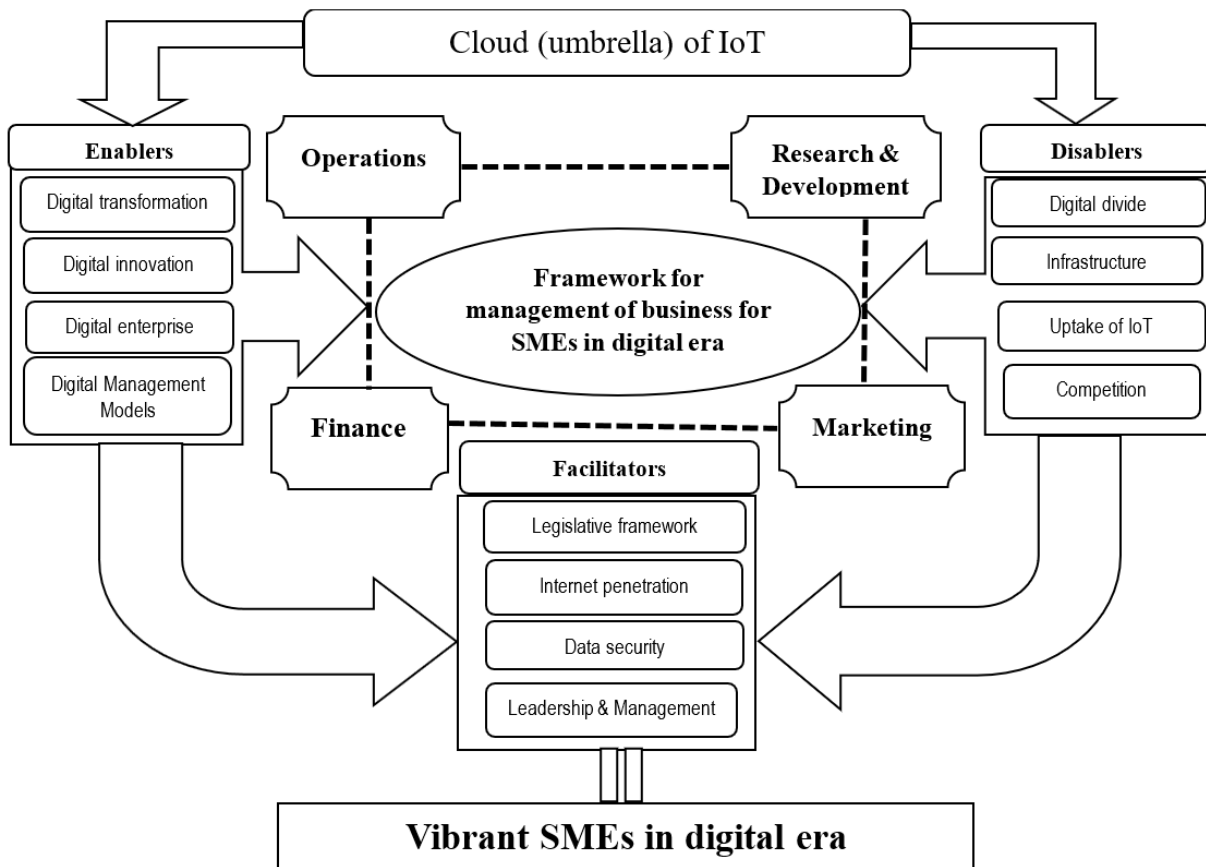 Cloud (umbrella) of IoT
Enablers
Digital transformation
Digital innovation
Digital enterprise
Digital Management
Models
Operations
Research &
Development
Framework for
management of business for
SMEs in digital era
Finance
Marketing
Disablers
Digital divide
Infrastructure
Uptake of IoT
Competition
Facilitators
Legislative framework
Internet penetration
Data security
Leadership & Management
Vibrant SMEs in digital era